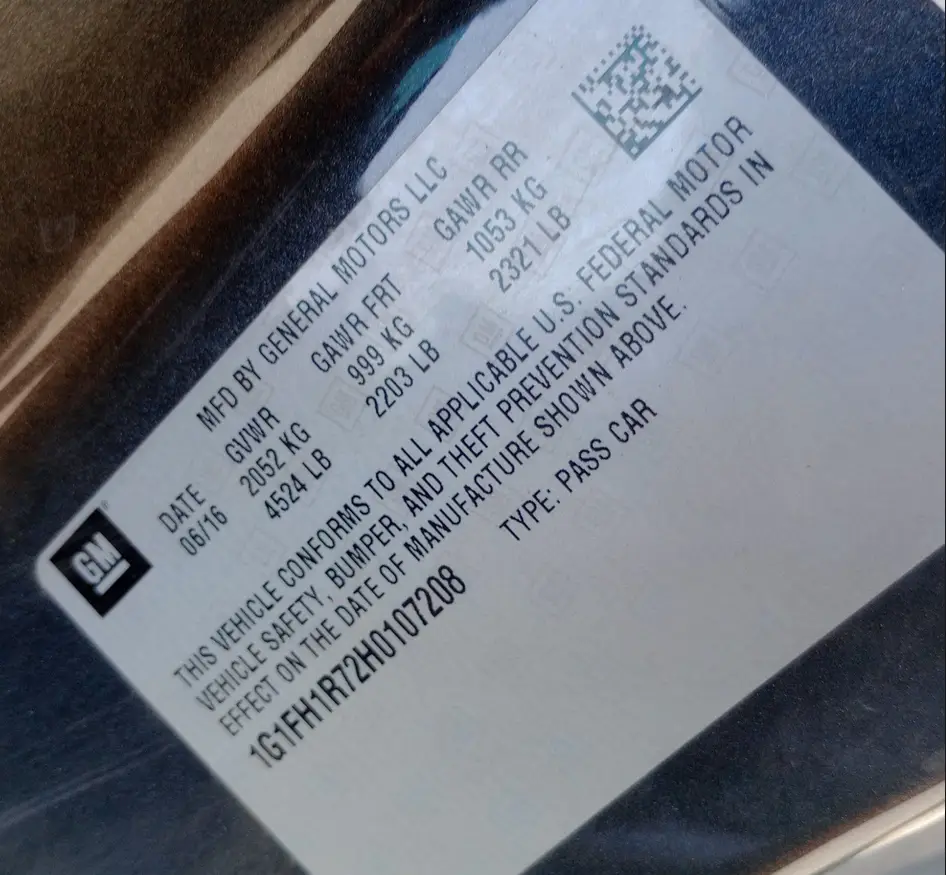 GM
MFD BY GENERAL MOTORS LLC
DATE GVWR GAWR FRT GAWR RR
06/16 2052 KG 999 KG 1053 KG
4524 LB 2203 LB 2321 LB
THIS VEHICLE CONFORMS TO ALL APPLICABLE U.S. FEDERAL MOTOR
VEHICLE SAFETY, BUMPER, AND THEFT PREVENTION STANDARDS IN
EFFECT ON THE DATE OF MANUFACTURE SHOWN ABOVE.
1G1FH1R72H0107208 TYPE: PASS CAR